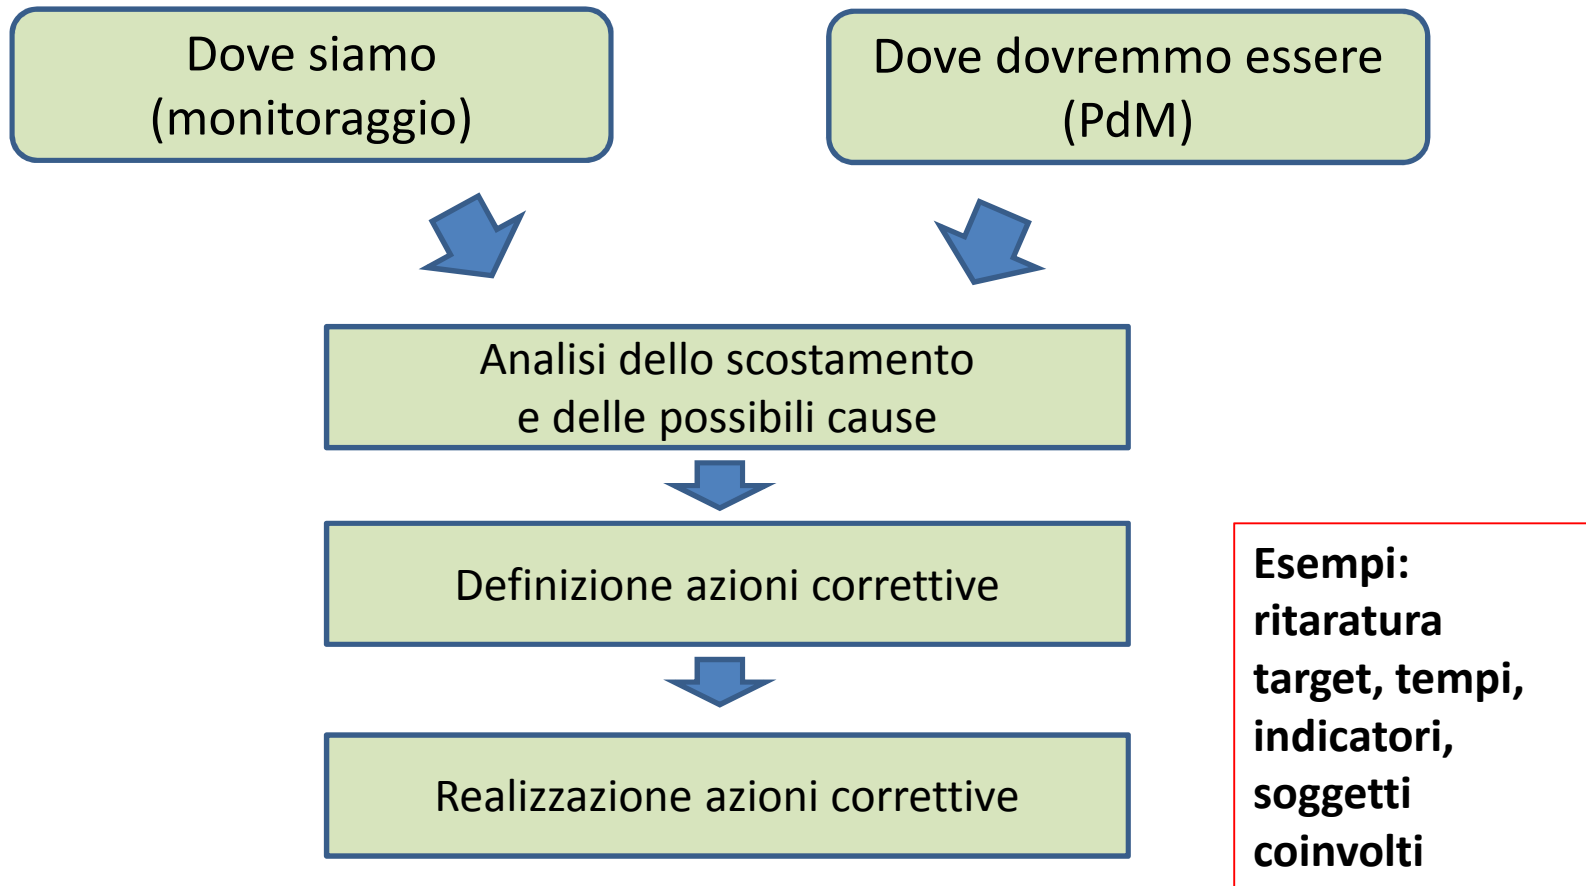 Dove siamo
(monitoraggio)
Dove dovremmo essere
(PdM)
Analisi dello scostamento
e delle possibili cause
Definizione azioni correttive
Realizzazione azioni correttive
Esempi:
ritaratura
target, tempi,
indicatori,
soggetti
coinvolti